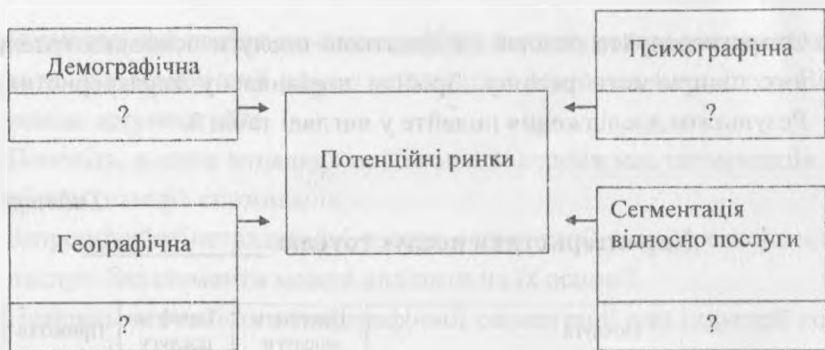 Демографічна
?
Психографічна
?
Потенційні ринки
Географічна
?
Сегментація
відносно послуги
?